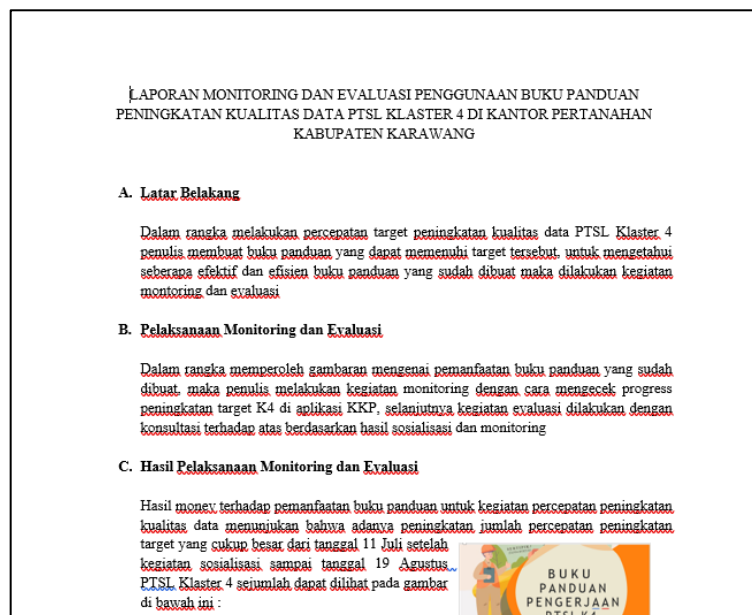 LAPORAN MONITORING DAN EVALUASI PENGGUNAAN BUKU PANDUAN
PENINGKATAN KUALITAS DATA PTSL KLASTER 4 DI KANTOR PERTANAHAN
KABUPATEN KARAWANG
A. Latar Belakang
Dalam rangka melakukan percepatan target peningkatan kualitas data PTSL Klaster 4
penulis membuat buku panduan yang dapat memenuhi target tersebut, untuk mengetahui
seberapa efektif dan efisien buku panduan yang sudah dibuat maka dilakukan kegiatan
montoring dan evaluasi
B. Pelaksanaan Monitoring dan Evaluasi
Dalam rangka memperoleh gambaran mengenai pemanfaatan buku panduan yang sudah
dibuat, maka penulis melakukan kegiatan monitoring dengan cara mengecek progress
peningkatan target K4 di aplikasi KKP, selanjutnya kegiatan evaluasi dilakukan dengan
konsultasi terhadap atas berdasarkan hasil sosialisasi dan monitoring
C. Hasil Pelaksanaan Monitoring dan Evaluasi
Hasil money terhadap pemanfaatan buku panduan untuk kegiatan percepatan peningkatan
kualitas data menunjukan bahwa adanya peningkatan jumlah percepatan peningkatan
target yang cukup besar dari tanggal 11 Juli setelah
kegiatan sosialisasi sampai tanggal 19 Agustus
PTSL Klaster 4 sejumlah dapat dilihat pada gambar
di bawah ini :
BUKU
PANDUAN
PENGERJAAN
PTSL K4